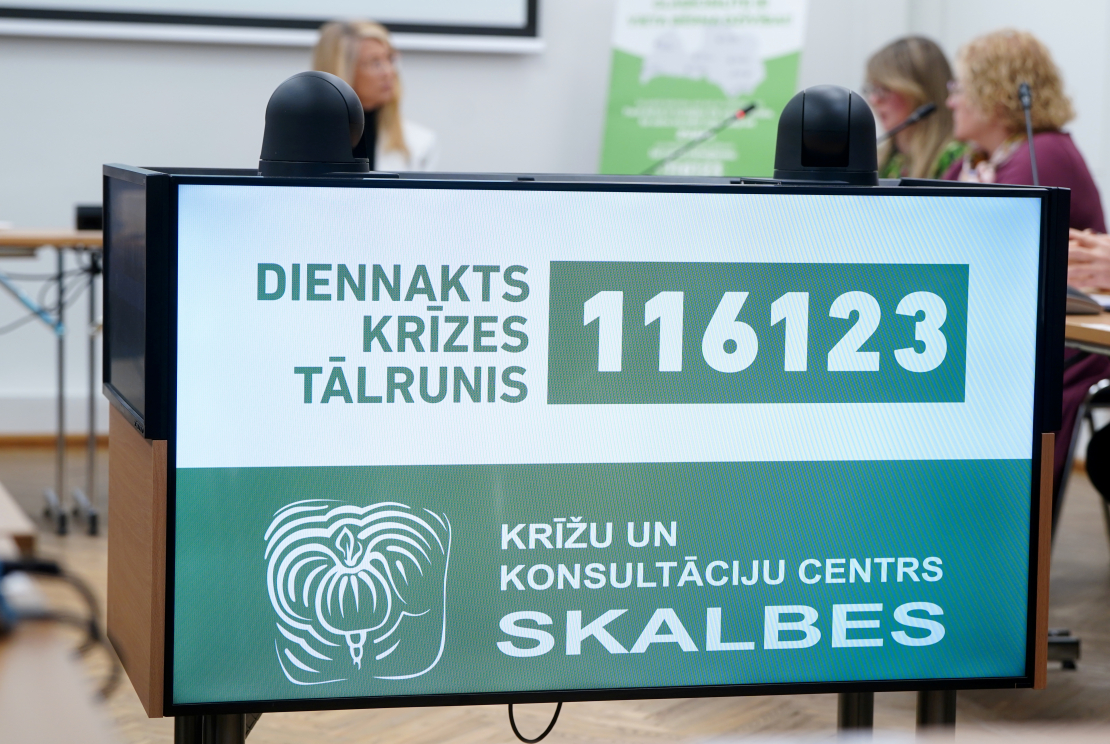 DIENNAKTS
KRĪZES
TĀLRUNIS
116123
KRĪŽU UN
KONSULTĀCIJU CENTRS
SKALBES